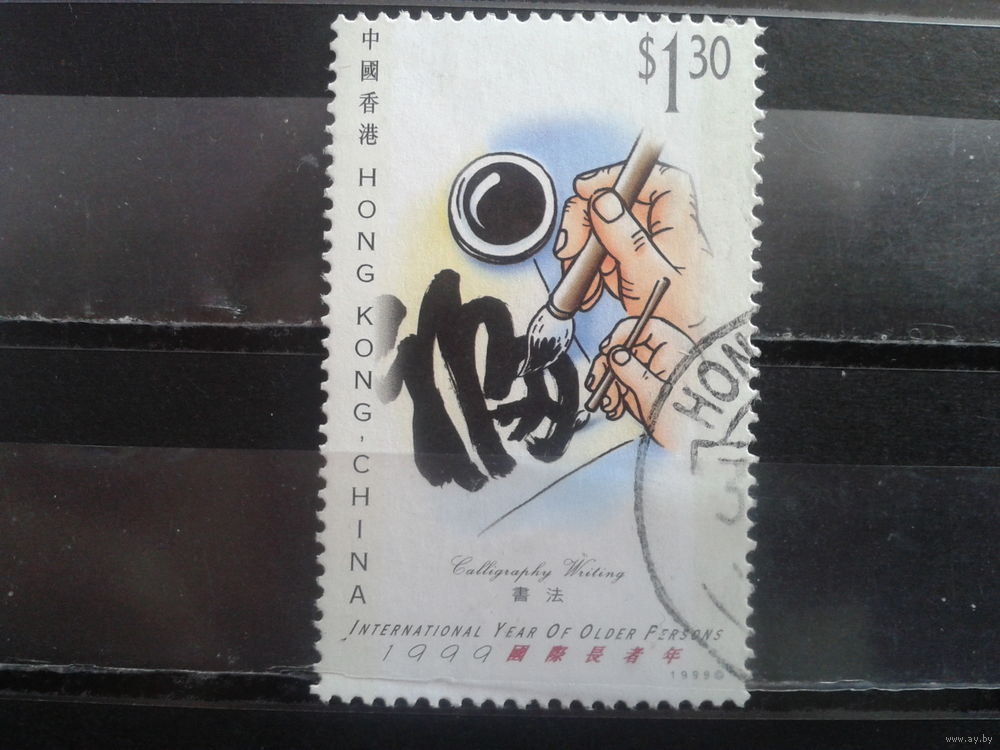 中國香港 HONG KONG, CHINA
$1.30
HON
Calligraphy Writing
書法
INTERNATIONAL YEAR OF OLDER PERSONS
1999 國際長者年
1999©
www.ay.by